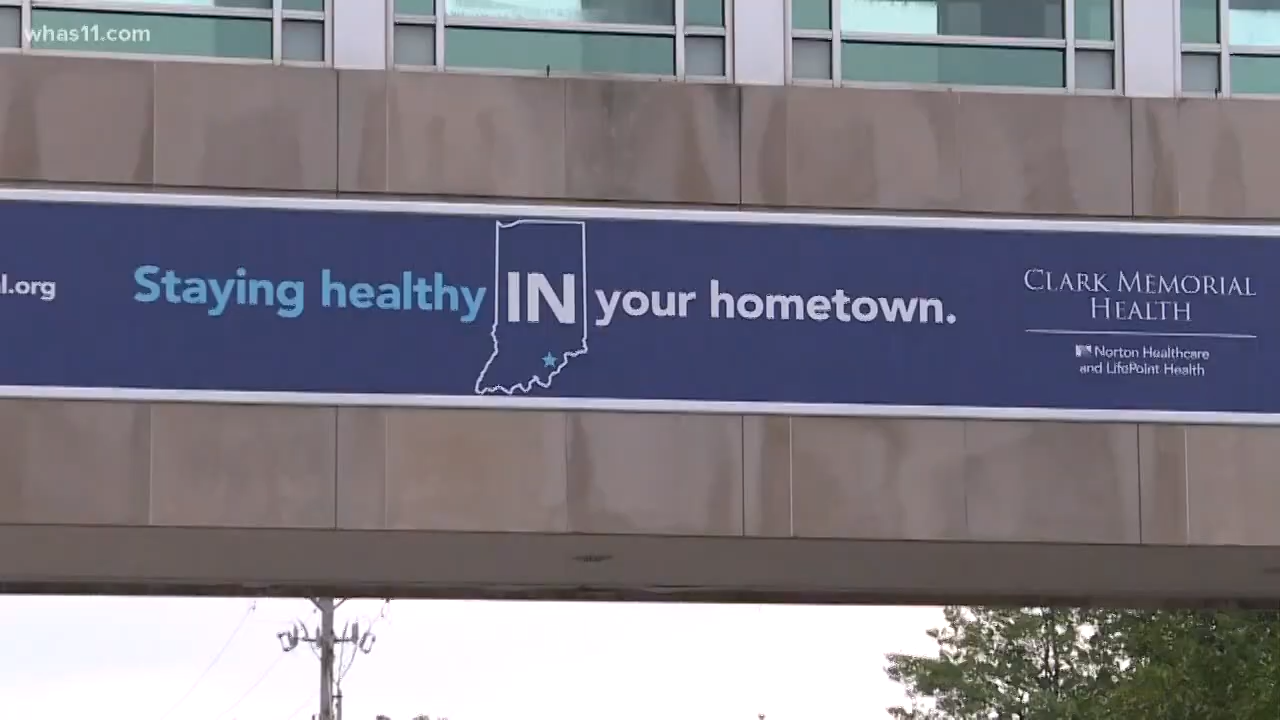 whas11.com
l.org
Staying healthy IN your hometown.
CLARK MEMORIAL
HEALTH
Norton Healthcare
and LifePoint Health